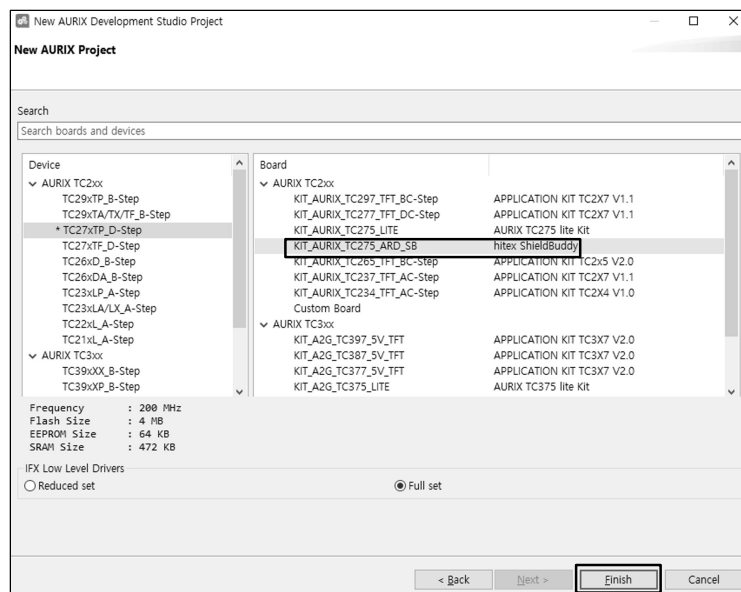 New AURIX Development Studio Project
New AURIX Project
Search
Search boards and devices
Device
AURIX TC2xx
TC29xTP_B-Step
TC29xTA/TX/TF_B-Step
* TC27xTP_D-Step
TC27xTF_D-Step
TC26xD_B-Step
TC26xDA_B-Step
TC23xLP_A-Step
TC23xLA/LX_A-Step
TC22xL_A-Step
TC21xL_A-Step
AURIX TC3xx
TC39xXX_B-Step
TC39xXP_B-Step
Board
AURIX TC2xx
KIT_AURIX_TC297_TFT_BC-Step APPLICATION KIT TC2X7 V1.1
KIT_AURIX_TC277_TFT_DC-Step APPLICATION KIT TC2X7 V1.1
KIT_AURIX_TC275_LITE AURIX TC275 lite Kit
KIT_AURIX_TC275_ARD_SB hitex ShieldBuddy
KIT_AURIX_TC265_TFT_BC-Step APPLICATION KIT TC2x5 V2.0
KIT_AURIX_TC237_TFT_AC-Step APPLICATION KIT TC2X7 V1.1
KIT_AURIX_TC234_TFT_AC-Step APPLICATION KIT TC2X4 V1.0
Custom Board
AURIX TC3xx
KIT_A2G_TC397_5V_TFT APPLICATION KIT TC3X7 V2.0
KIT_A2G_TC387_5V_TFT APPLICATION KIT TC3X7 V2.0
KIT_A2G_TC377_5V_TFT APPLICATION KIT TC3X7 V2.0
KIT_A2G_TC375_LITE AURIX TC375 lite Kit
Frequency : 200 MHz
Flash Size : 4 MB
EEPROM Size : 64 KB
SRAM Size : 472 KB
IFX Low Level Drivers
Reduced set
Full set
< Back
Next >
Finish
Cancel